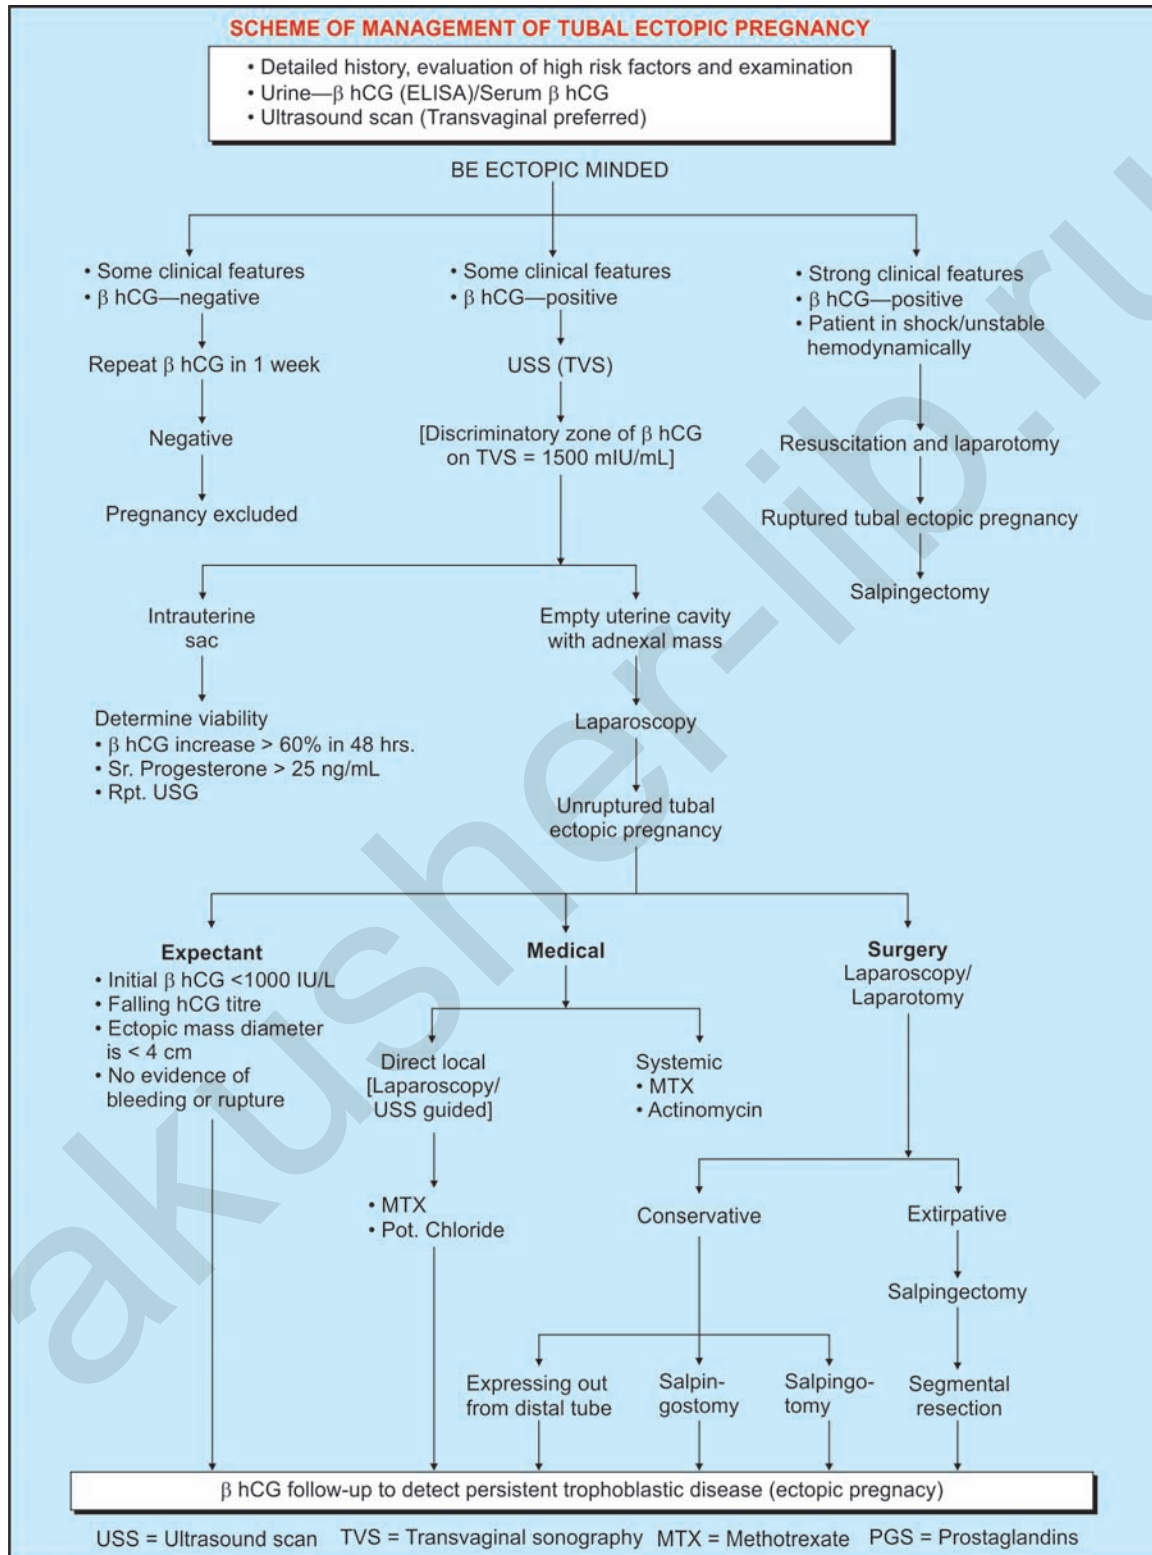 SCHEME OF MANAGEMENT OF TUBAL ECTOPIC PREGNANCY
• Detailed history, evaluation of high risk factors and examination
• Urine—β hCG (ELISA)/Serum β hCG
• Ultrasound scan (Transvaginal preferred)
BE ECTOPIC MINDED
• Some clinical features
• β hCG—negative
Repeat β hCG in 1 week
Negative
Pregnancy excluded
• Some clinical features
• β hCG—positive
USS (TVS)
[Discriminatory zone of β hCG
on TVS = 1500 mIU/mL]
• Strong clinical features
• β hCG—positive
• Patient in shock/unstable
hemodynamically
Resuscitation and laparotomy
Ruptured tubal ectopic pregnancy
Salpingectomy
Intrauterine
sac
Determine viability
• β hCG increase > 60% in 48 hrs.
• Sr. Progesterone > 25 ng/mL
• Rpt. USG
Empty uterine cavity
with adnexal mass
Laparoscopy
Unruptured tubal
ectopic pregnancy
Expectant
• Initial β hCG <1000 IU/L
• Falling hCG titre
• Ectopic mass diameter
is < 4 cm
• No evidence of
bleeding or rupture
Medical
Direct local
[Laparoscopy/
USS guided]
• MTX
• Pot. Chloride
Systemic
• MTX
• Actinomycin
Surgery
Laparoscopy/
Laparotomy
Conservative
Expressing out
from distal tube
Salpin-
gostomy
Salpingo-
tomy
Extirpative
Salpingectomy
Segmental
resection
β hCG follow-up to detect persistent trophoblastic disease (ectopic pregnacy)
USS = Ultrasound scan TVS = Transvaginal sonography MTX = Methotrexate PGS = Prostaglandins
akusher-lib.ru